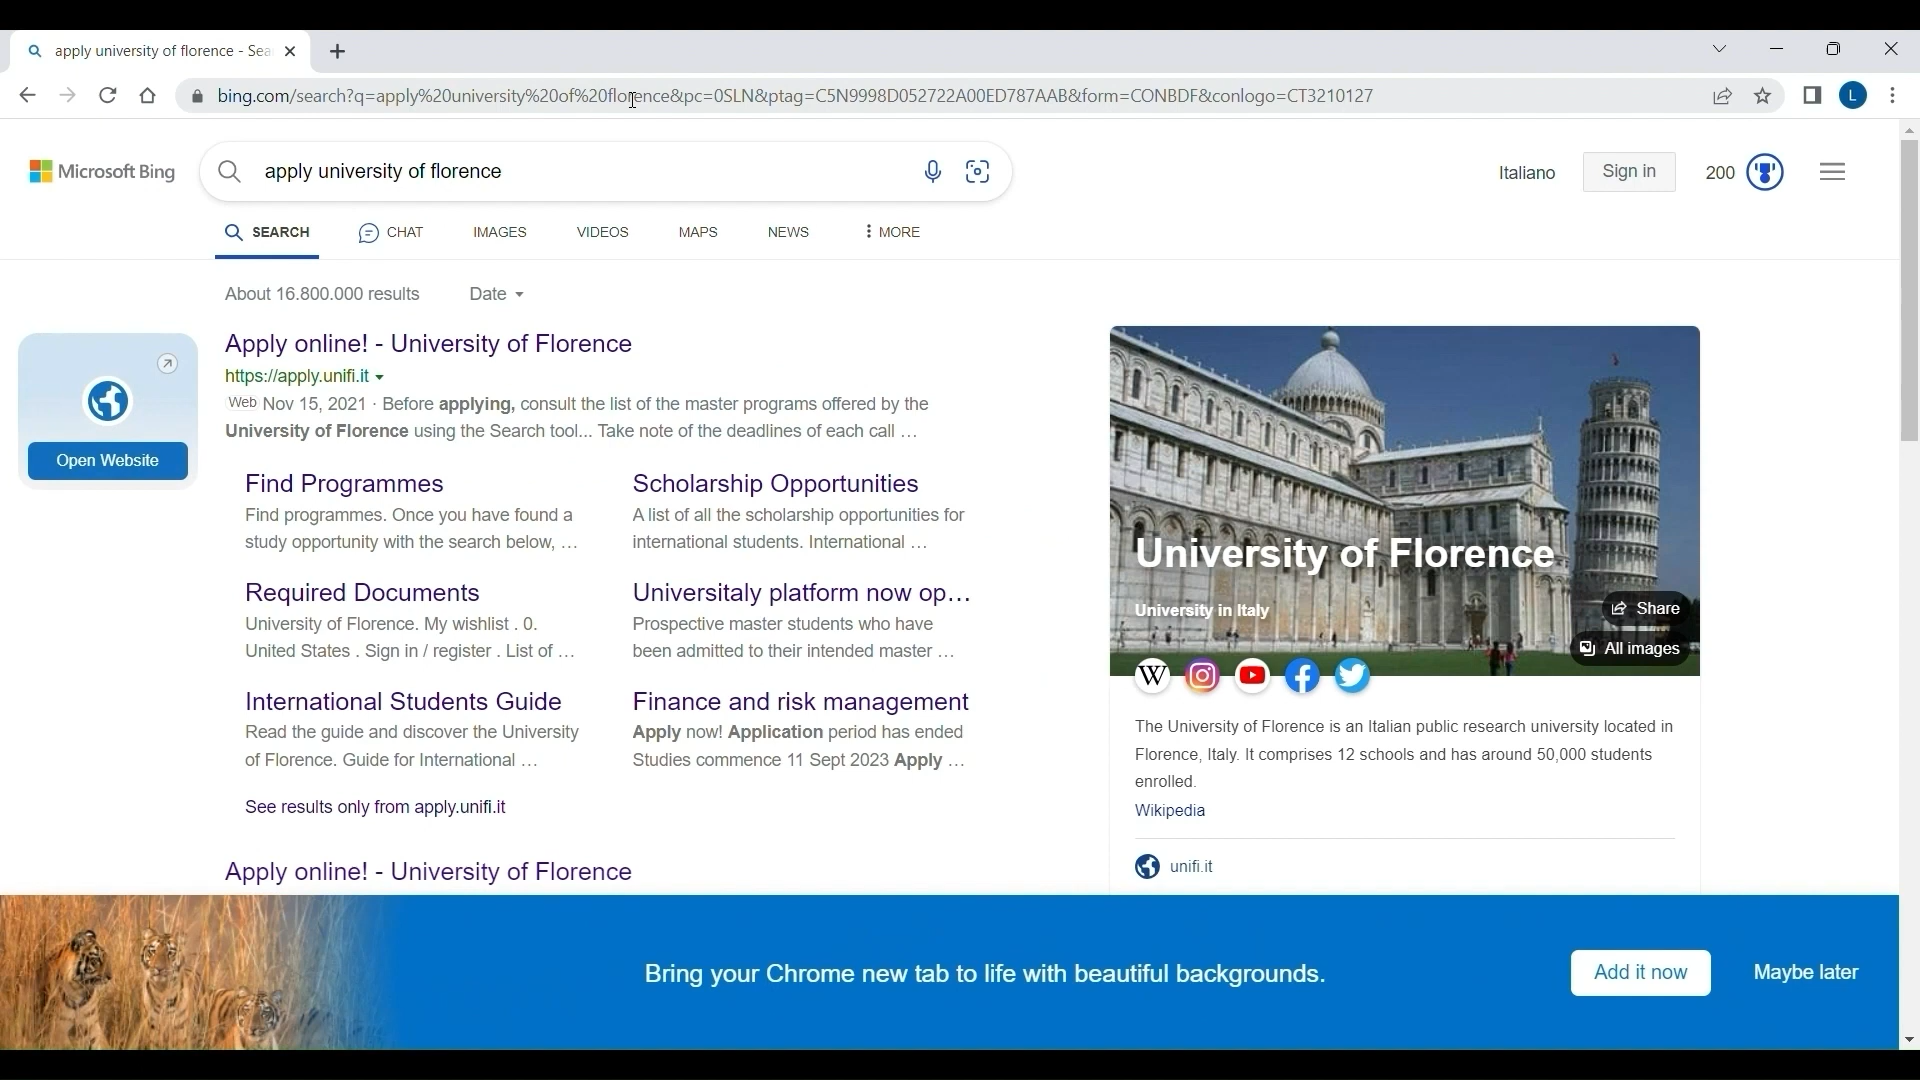 apply university of florence - Sea
bing.com/search?q=apply%20university%20of%20florence&pc=0SLN&ptag=C5N9998D052722A00ED787AAB&form=CONBDF&conlogo=CT3210127
L
Microsoft Bing
apply university of florence
Italiano
Sign in
200
SEARCH
CHAT
IMAGES
VIDEOS
MAPS
NEWS
MORE
About 16.800.000 results
Date
Open Website
Apply online! - University of Florence
https://apply.unifi.it
Web Nov 15, 2021 · Before applying, consult the list of the master programs offered by the
University of Florence using the Search tool... Take note of the deadlines of each call …
Find Programmes
Find programmes. Once you have found a
study opportunity with the search below, …
Scholarship Opportunities
A list of all the scholarship opportunities for
international students. International …
Required Documents
University of Florence. My wishlist . 0.
United States . Sign in / register . List of …
Universitaly platform now op…
Prospective master students who have
been admitted to their intended master …
International Students Guide
Read the guide and discover the University
of Florence. Guide for International …
Finance and risk management
Apply now! Application period has ended
Studies commence 11 Sept 2023 Apply …
See results only from apply.unifi.it
Apply online! - University of Florence
University of Florence
University in Italy
Share
All images
W
The University of Florence is an Italian public research university located in
Florence, Italy. It comprises 12 schools and has around 50,000 students
enrolled.
Wikipedia
unifi.it
Bring your Chrome new tab to life with beautiful backgrounds.
Add it now
Maybe later